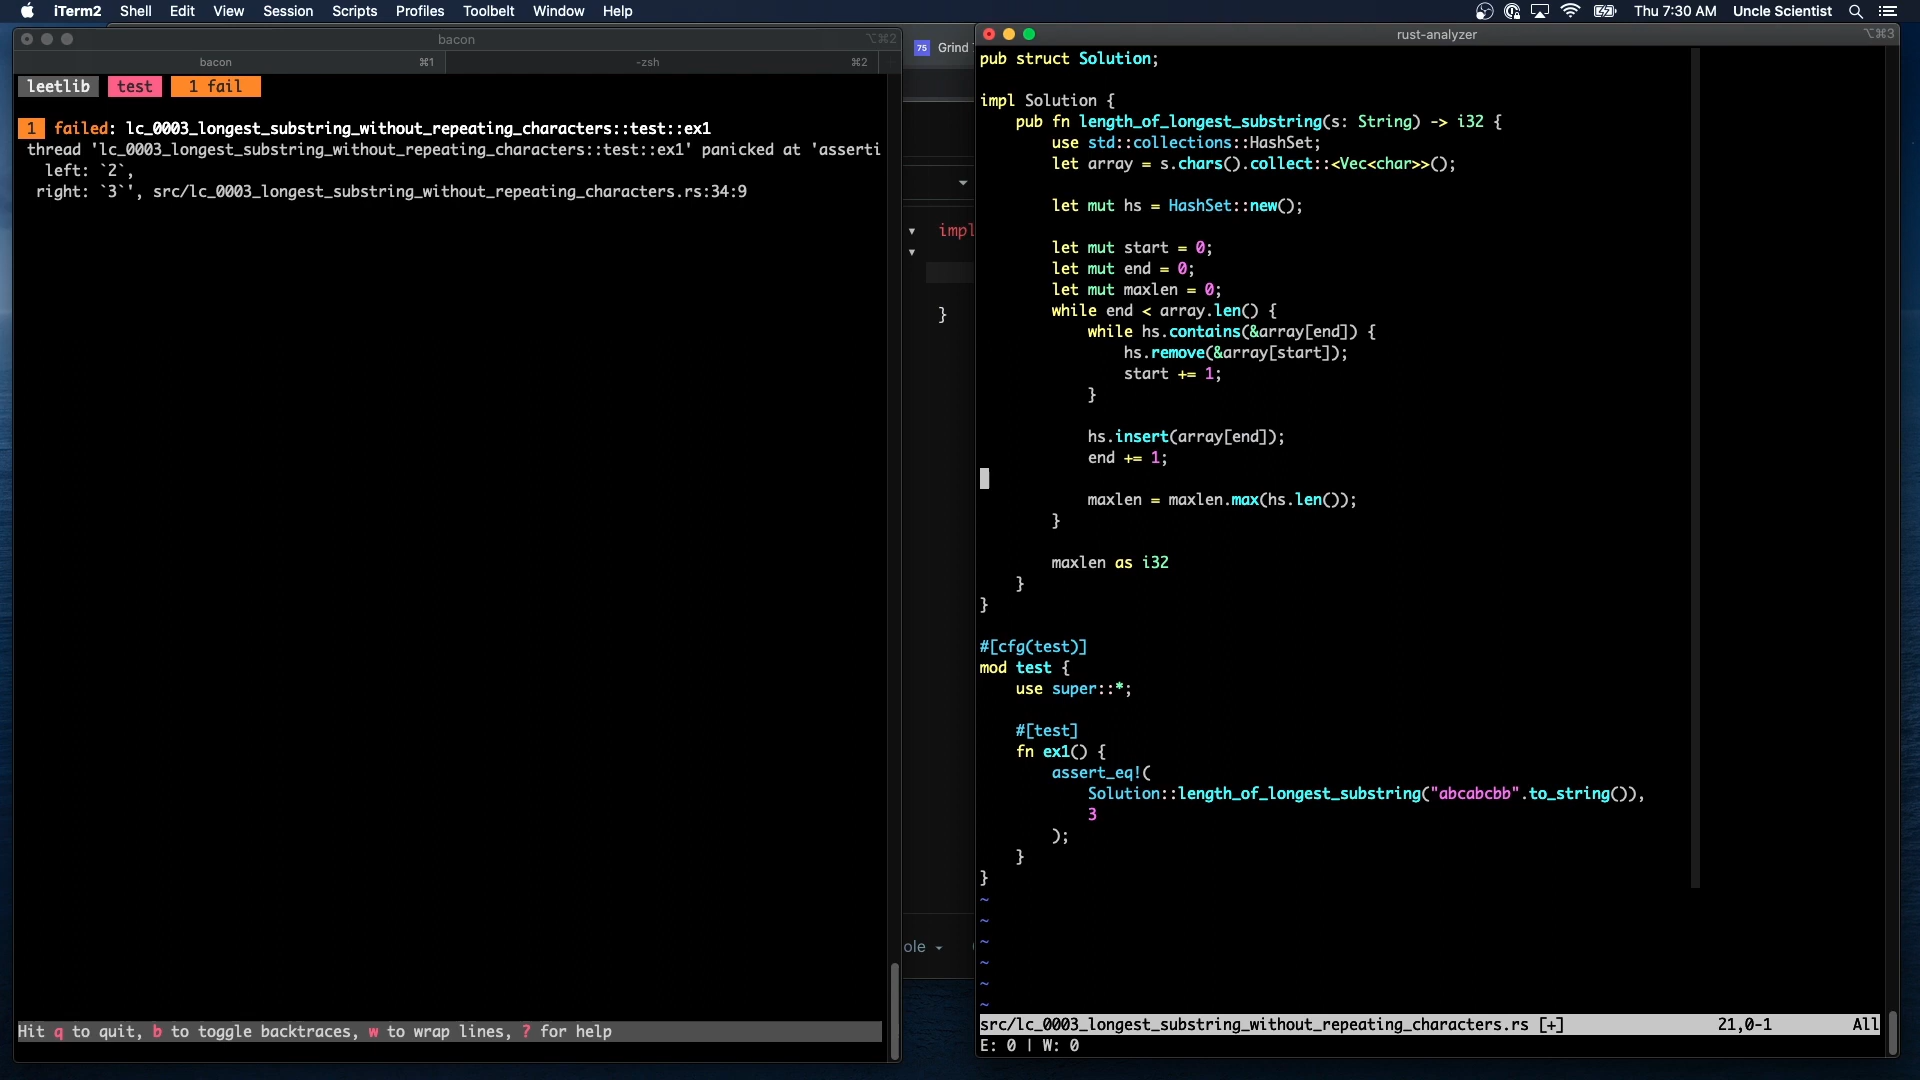 iTerm2 Shell Edit View Session Scripts Profiles Toolbelt Window Help
Thu 7:30 AM Uncle Scientist
bacon ⌥⌘2
bacon ⌘1 -zsh ⌘2
leetlib test 1 fail
1 failed: lc_0003_longest_substring_without_repeating_characters::test::ex1
thread 'lc_0003_longest_substring_without_repeating_characters::test::ex1' panicked at 'asserti
left: `2`,
right: `3`', src/lc_0003_longest_substring_without_repeating_characters.rs:34:9
Hit q to quit, b to toggle backtraces, w to wrap lines, ? for help
75 Grind
impl
}
ole
rust-analyzer ⌥⌘3
pub struct Solution;
impl Solution {
    pub fn length_of_longest_substring(s: String) -> i32 {
        use std::collections::HashSet;
        let array = s.chars().collect::<Vec<char>>();
        let mut hs = HashSet::new();
        let mut start = 0;
        let mut end = 0;
        let mut maxlen = 0;
        while end < array.len() {
            while hs.contains(&array[end]) {
                hs.remove(&array[start]);
                start += 1;
            }
            hs.insert(array[end]);
            end += 1;
            maxlen = maxlen.max(hs.len());
        }
        maxlen as i32
    }
}
#[cfg(test)]
mod test {
    use super::*;
    #[test]
    fn ex1() {
        assert_eq!(
            Solution::length_of_longest_substring("abcabcbb".to_string()),
            3
        );
    }
}
~
~
~
~
~
~
src/lc_0003_longest_substring_without_repeating_characters.rs [+] 21,0-1 All
E: 0 | W: 0